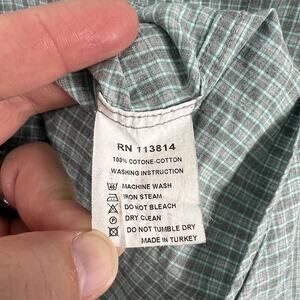 RN 113814
100% COTONE-COTTON
WASHING INSTRUCTION
MACHINE WASH
IRON STEAM
DO NOT BLEACH
DRY CLEAN
DO NOT TUMBLE DRY
MADE IN TURKEY